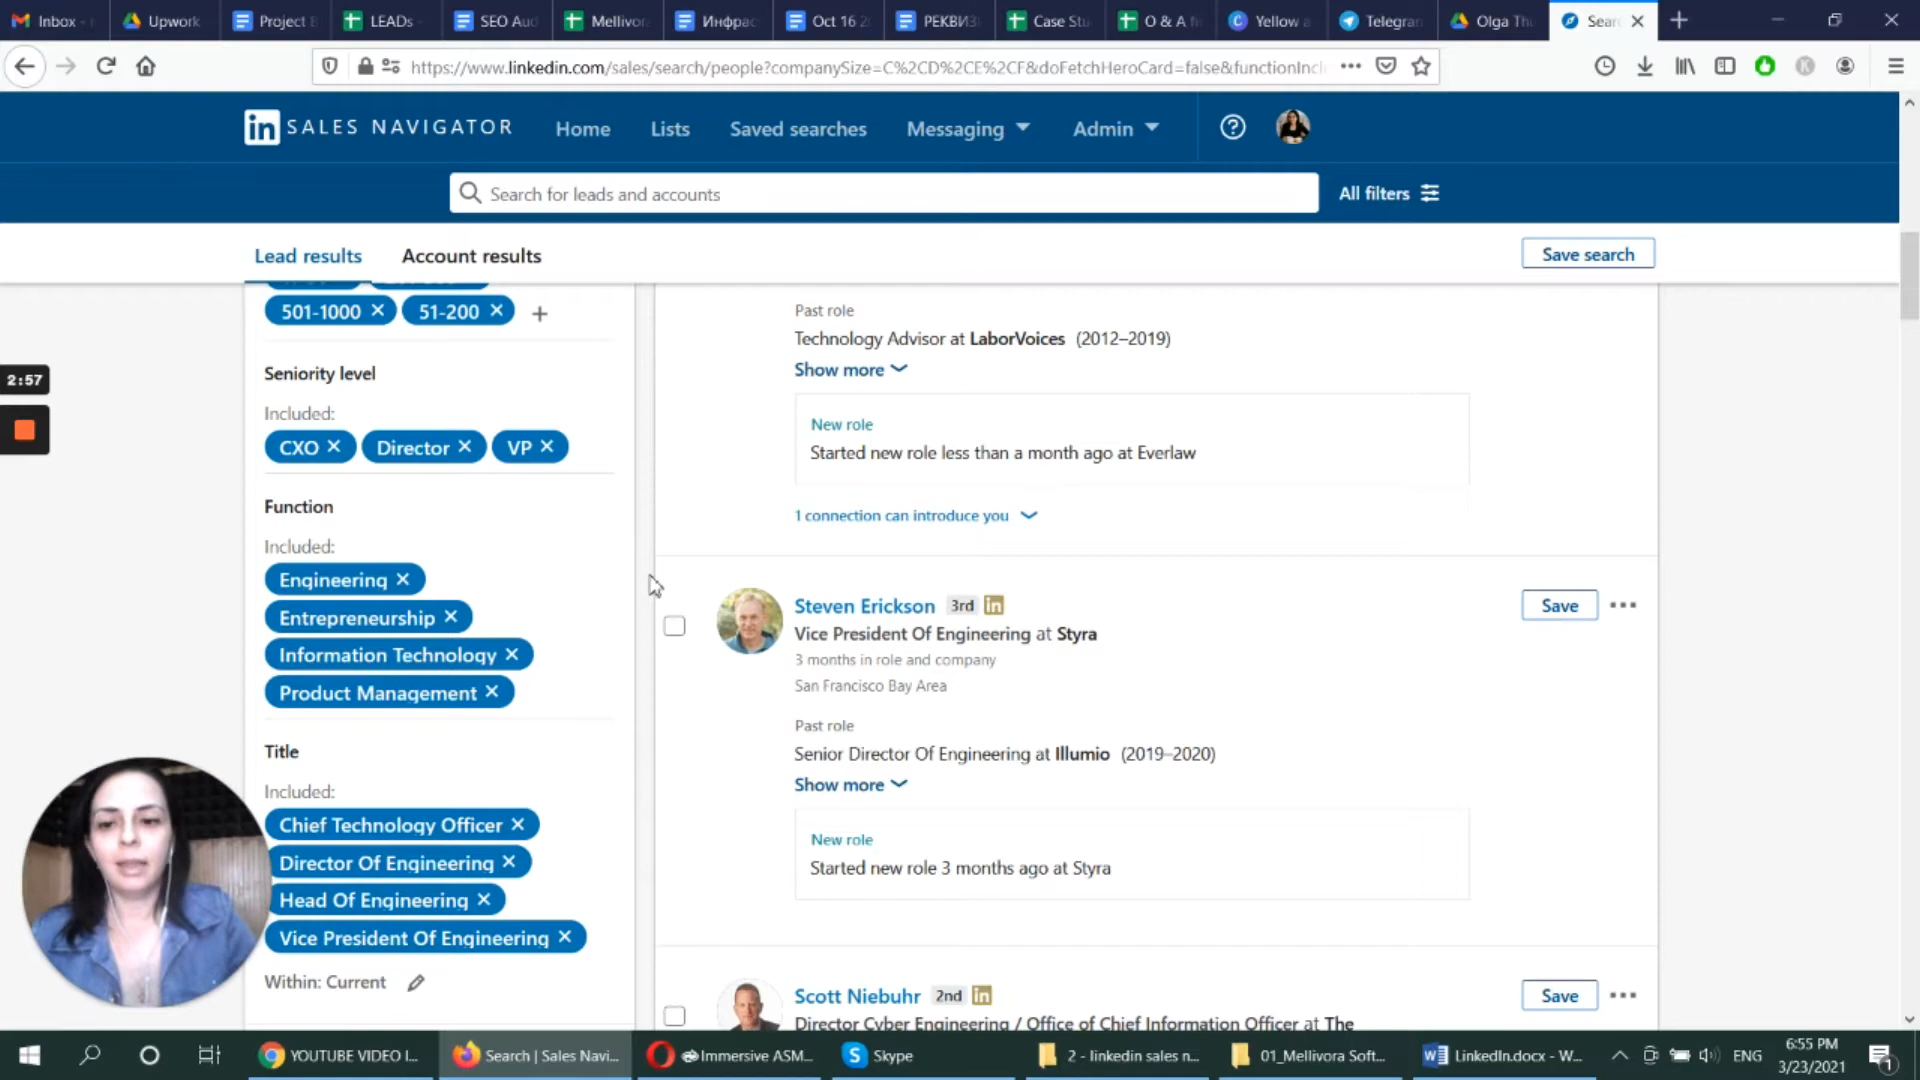 Inbox
Upwork
Project
LEADs
SEO Aud
Mellivora
Инфрас
Oct 16 2
РЕКВИЗ
Case Stu
O & A f
Yellow a
Telegran
Olga Th
Sear
https://www.linkedin.com/sales/search/people?companySize=C%2CD%2CE%2CF&doFetchHeroCard=false&functionIncl
in SALES NAVIGATOR
Home
Lists
Saved searches
Messaging
Admin
Search for leads and accounts
All filters
Lead results
Account results
Save search
501-1000 ×
51-200 ×
+
Seniority level
Included:
CXO ×
Director ×
VP ×
Function
Included:
Engineering ×
Entrepreneurship ×
Information Technology ×
Product Management ×
Title
Included:
Chief Technology Officer ×
Director Of Engineering ×
Head Of Engineering ×
Vice President Of Engineering ×
Within: Current
2:57
Past role
Technology Advisor at LaborVoices (2012–2019)
Show more
New role
Started new role less than a month ago at Everlaw
1 connection can introduce you
Steven Erickson 3rd in
Save
Vice President Of Engineering at Styra
3 months in role and company
San Francisco Bay Area
Past role
Senior Director Of Engineering at Illumio (2019–2020)
Show more
New role
Started new role 3 months ago at Styra
Scott Niebuhr 2nd in
Save
Director Cyber Engineering / Office of Chief Information Officer at The
YOUTUBE VIDEO I...
Search | Sales Navi...
Immersive ASM...
Skype
2 - linkedin sales n...
01_Mellivora Soft...
LinkedIn.docx - W...
ENG
6:55 PM
3/23/2021
1